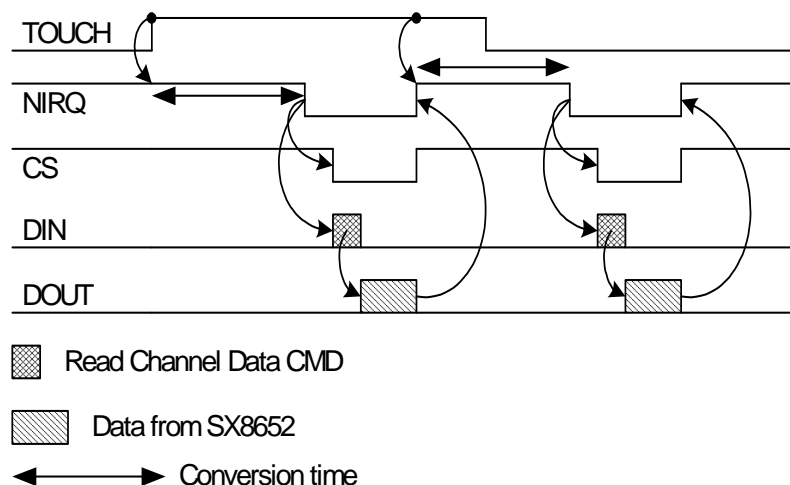 TOUCH
NIRQ
CS
DIN
DOUT
Read Channel Data CMD
Data from SX8652
Conversion time